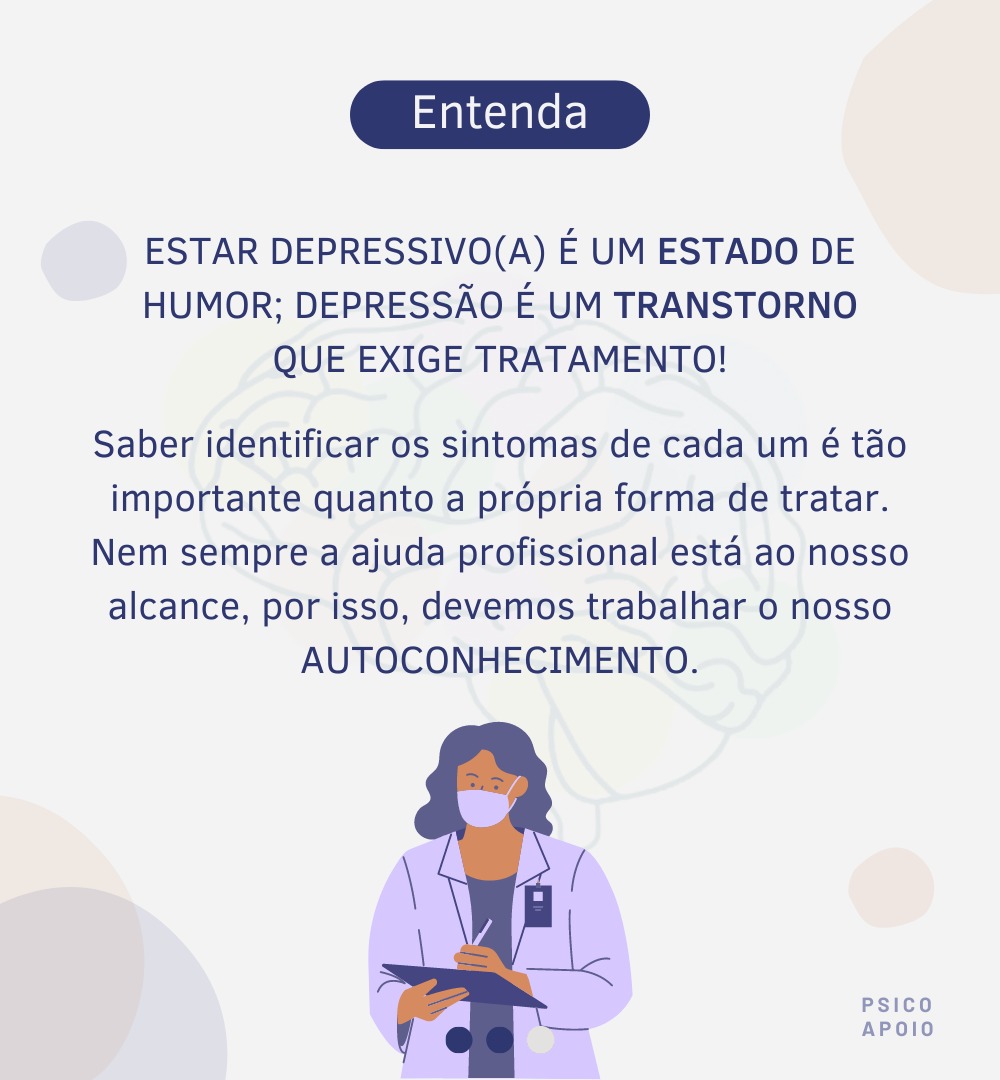 Entenda
ESTAR DEPRESSIVO(A) É UM ESTADO DE
HUMOR; DEPRESSÃO É UM TRANSTORNO
QUE EXIGE TRATAMENTO!
Saber identificar os sintomas de cada um é tão
importante quanto a própria forma de tratar.
Nem sempre a ajuda profissional está ao nosso
alcance, por isso, devemos trabalhar o nosso
AUTOCONHECIMENTO.
PSICO
APOIO